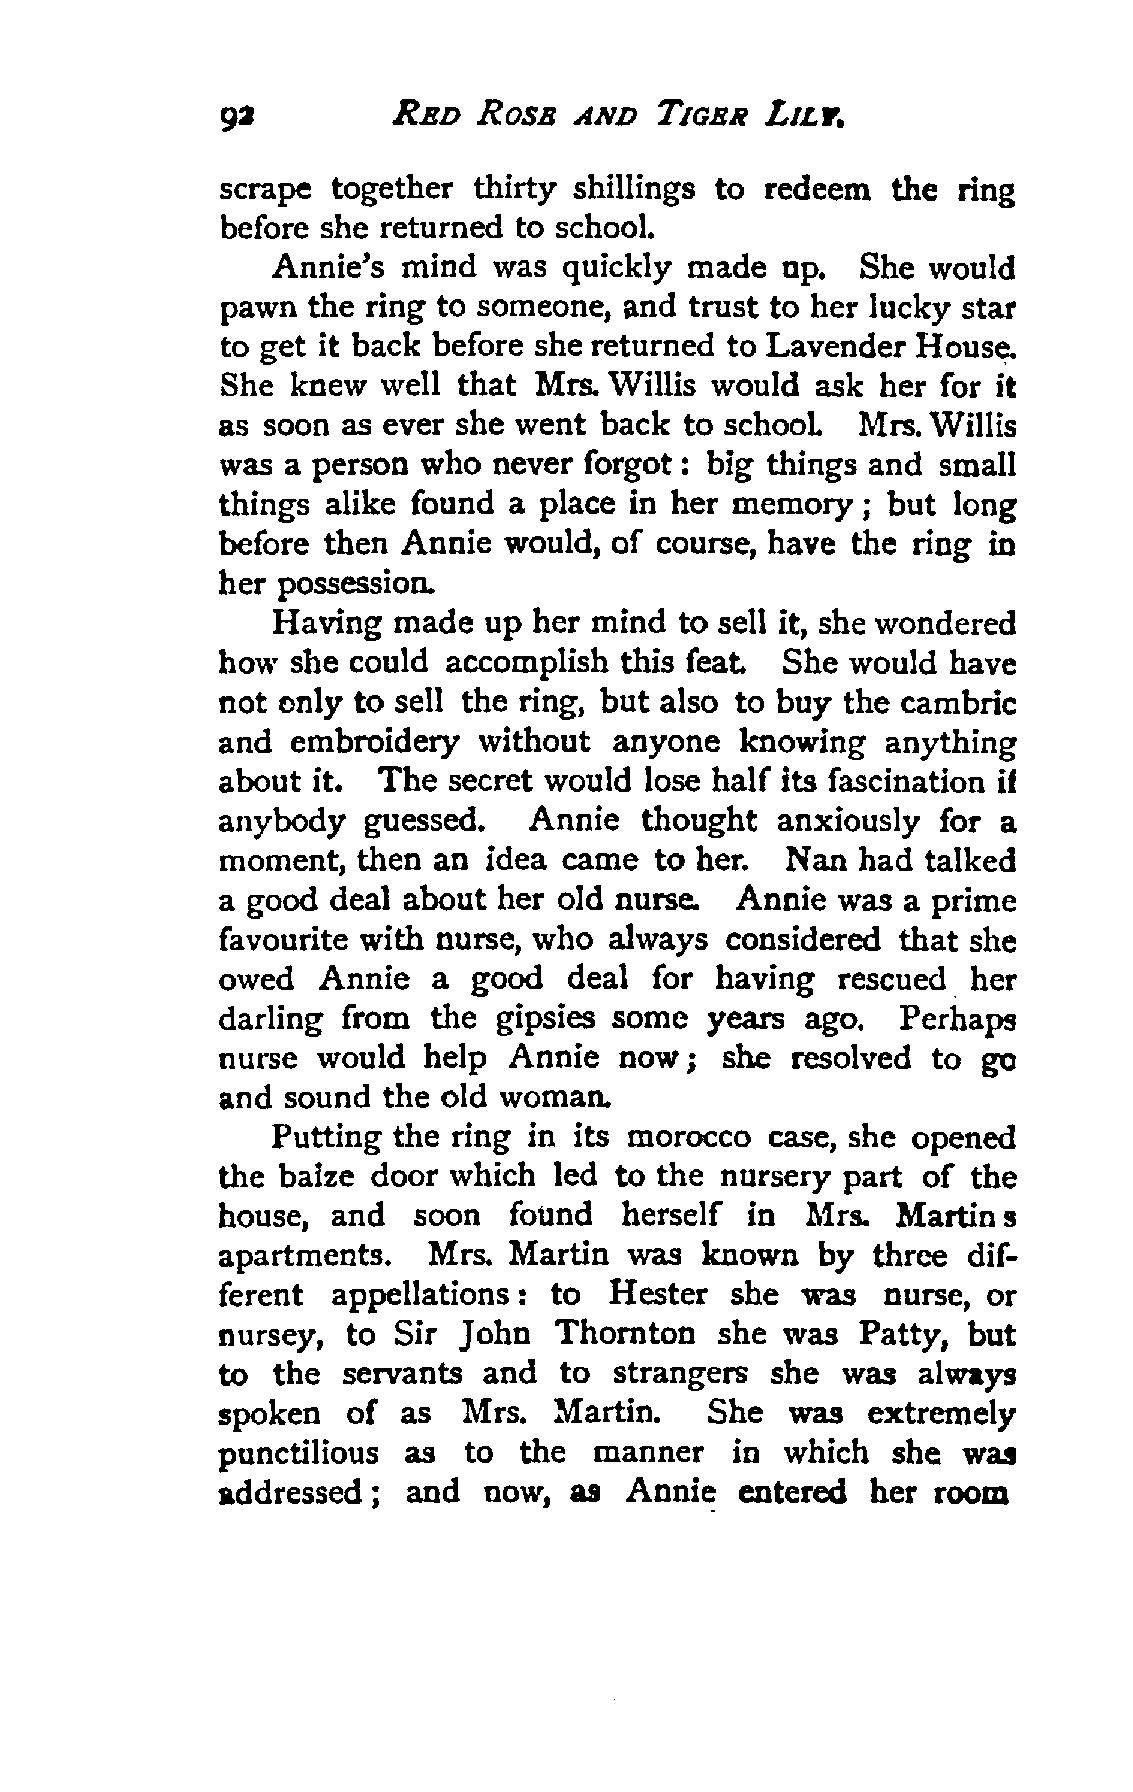 92 RED ROSE AND TIGER LILY.
scrape together thirty shillings to redeem the ring
before she returned to school.
Annie's mind was quickly made up. She would
pawn the ring to someone, and trust to her lucky star
to get it back before she returned to Lavender House.
She knew well that Mrs. Willis would ask her for it
as soon as ever she went back to school. Mrs. Willis
was a person who never forgot : big things and small
things alike found a place in her memory ; but long
before then Annie would, of course, have the ring in
her possession.
Having made up her mind to sell it, she wondered
how she could accomplish this feat. She would have
not only to sell the ring, but also to buy the cambric
and embroidery without anyone knowing anything
about it. The secret would lose half its fascination if
anybody guessed. Annie thought anxiously for a
moment, then an idea came to her. Nan had talked
a good deal about her old nurse. Annie was a prime
favourite with nurse, who always considered that she
owed Annie a good deal for having rescued her
darling from the gipsies some years ago. Perhaps
nurse would help Annie now ; she resolved to go
and sound the old woman.
Putting the ring in its morocco case, she opened
the baize door which led to the nursery part of the
house, and soon found herself in Mrs. Martin s
apartments. Mrs. Martin was known by three dif-
ferent appellations : to Hester she was nurse, or
nursey, to Sir John Thornton she was Patty, but
to the servants and to strangers she was always
spoken of as Mrs. Martin. She was extremely
punctilious as to the manner in which she was
addressed ; and now, as Annie entered her room